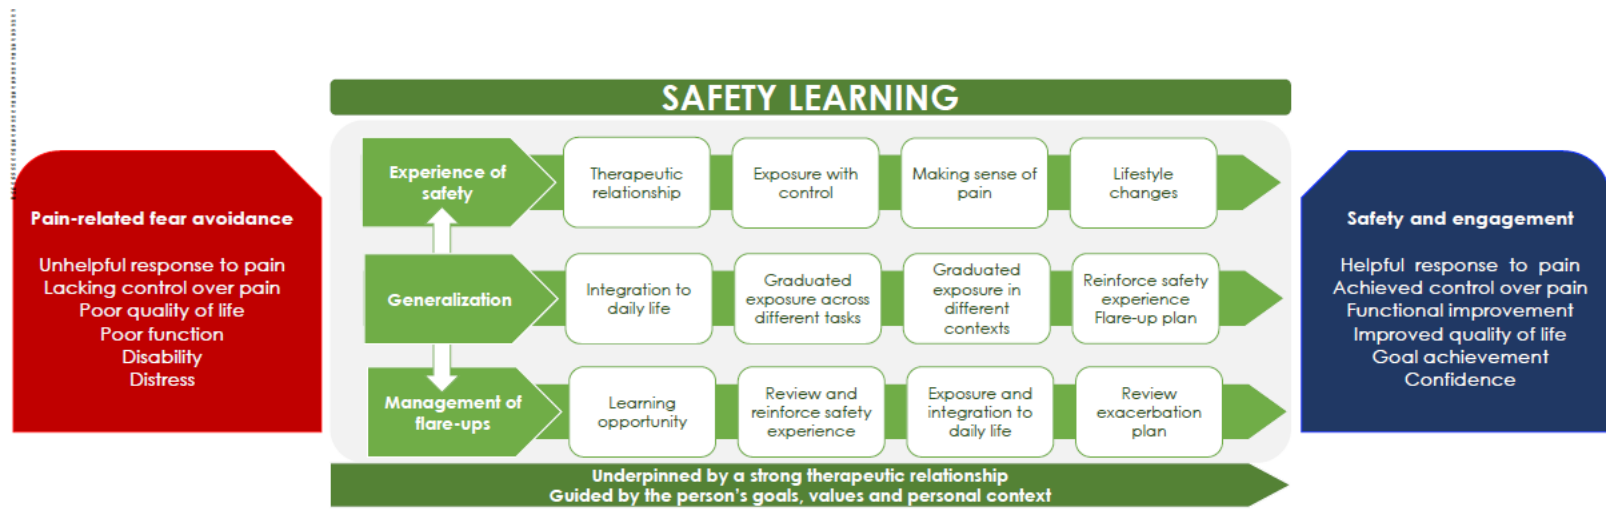 SAFETY LEARNING
Pain-related fear avoidance
Unhelpful response to pain
Lacking control over pain
Poor quality of life
Poor function
Disability
Distress
Experience of
safety
Therapeutic
relationship
Exposure with
control
Making sense of
pain
Lifestyle
changes
Generalization
Integration to
daily life
Graduated
exposure across
different tasks
Graduated
exposure in
different
contexts
Reinforce safety
experience
Flare-up plan
Management of
flare-ups
Learning
opportunity
Review and
reinforce safety
experience
Exposure and
integration to
daily life
Review
exacerbation
plan
Underpinned by a strong therapeutic relationship
Guided by the person's goals, values and personal context
Safety and engagement
Helpful response to pain
Achieved control over pain
Functional improvement
Improved quality of life
Goal achievement
Confidence